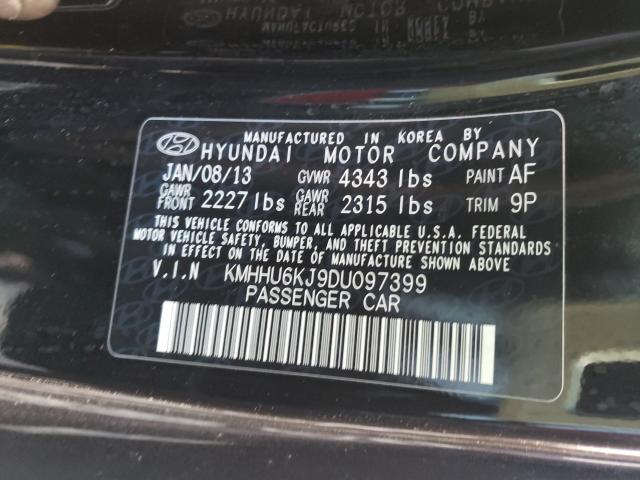 MANUFACTURED IN KOREA BY
HYUNDAI MOTOR COMPANY
JAN/08/13 GVWR 4343 lbs PAINT AF
GAWR FRONT 2227 lbs GAWR REAR 2315 lbs TRIM 9P
THIS VEHICLE CONFORMS TO ALL APPLICABLE U.S.A. FEDERAL
MOTOR VEHICLE SAFETY, BUMPER, AND THEFT PREVENTION STANDARDS
IN EFFECT ON THE DATE OF MANUFACTURE SHOWN ABOVE.
V.I.N KMHHU6KJ9DU097399
PASSENGER CAR